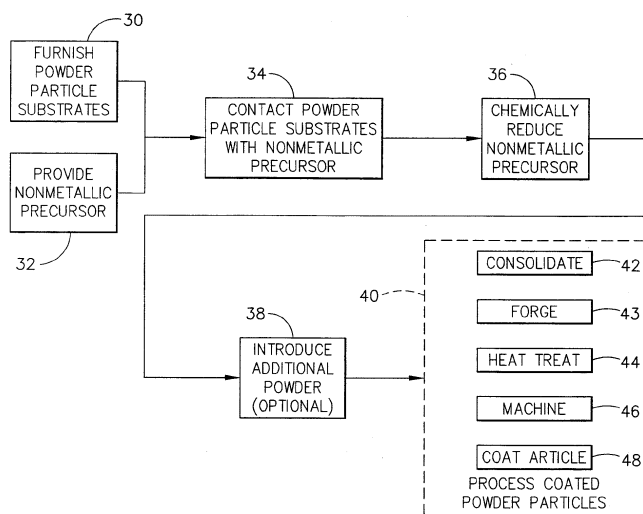 30
FURNISH
POWDER
PARTICLE
SUBSTRATES
PROVIDE
NONMETALLIC
PRECURSOR
32
34
CONTACT POWDER
PARTICLE SUBSTRATES
WITH NONMETALLIC
PRECURSOR
36
CHEMICALLY
REDUCE
NONMETALLIC
PRECURSOR
38
INTRODUCE
ADDITIONAL
POWDER
(OPTIONAL)
40
CONSOLIDATE 42
FORGE 43
HEAT TREAT 44
MACHINE 46
COAT ARTICLE 48
PROCESS COATED
POWDER PARTICLES